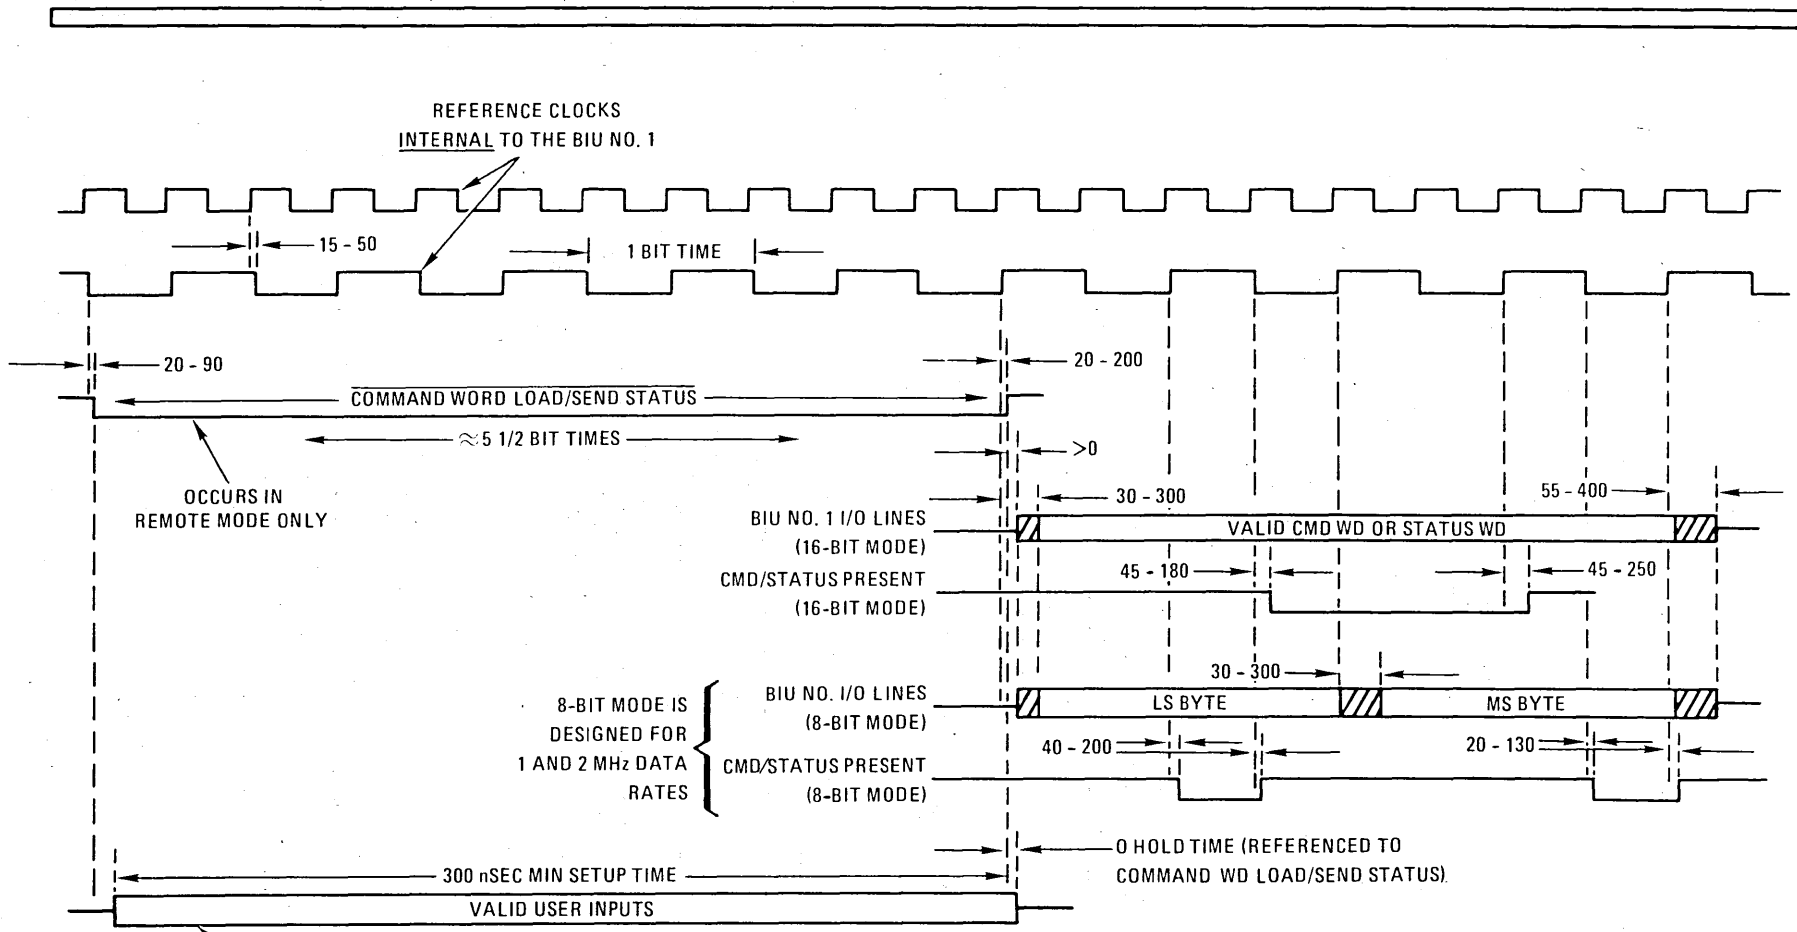 REFERENCE CLOCKS
INTERNAL TO THE BIU NO. 1
15 - 50
1 BIT TIME
20 - 90
20 - 200
COMMAND WORD LOAD/SEND STATUS
≈5 1/2 BIT TIMES
>0
OCCURS IN
REMOTE MODE ONLY
30 - 300
55 - 400
BIU NO. 1 I/O LINES
(16-BIT MODE)
VALID CMD WD OR STATUS WD
CMD/STATUS PRESENT
(16-BIT MODE)
45 - 180
45 - 250
30 - 300
8-BIT MODE IS
DESIGNED FOR
1 AND 2 MHz DATA
RATES
BIU NO. I/O LINES
(8-BIT MODE)
LS BYTE
MS BYTE
40 - 200
20 - 130
CMD/STATUS PRESENT
(8-BIT MODE)
0 HOLD TIME (REFERENCED TO
COMMAND WD LOAD/SEND STATUS).
300 nSEC MIN SETUP TIME
VALID USER INPUTS